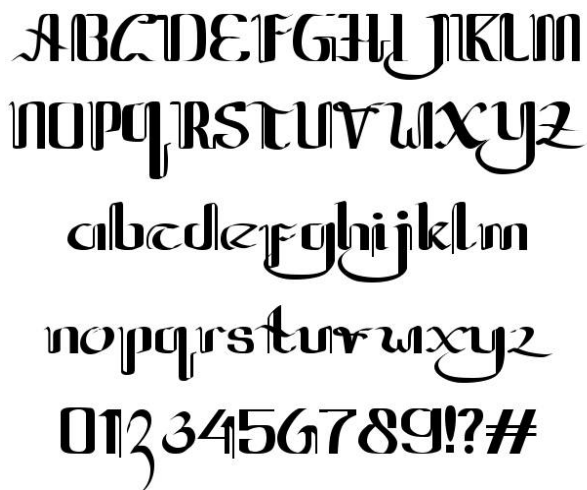 ABCDEFGHIJKLM
NOPQRSTUVWXYZ
abcdefghijklm
nopqrstuvwxyz
0123456789!?#